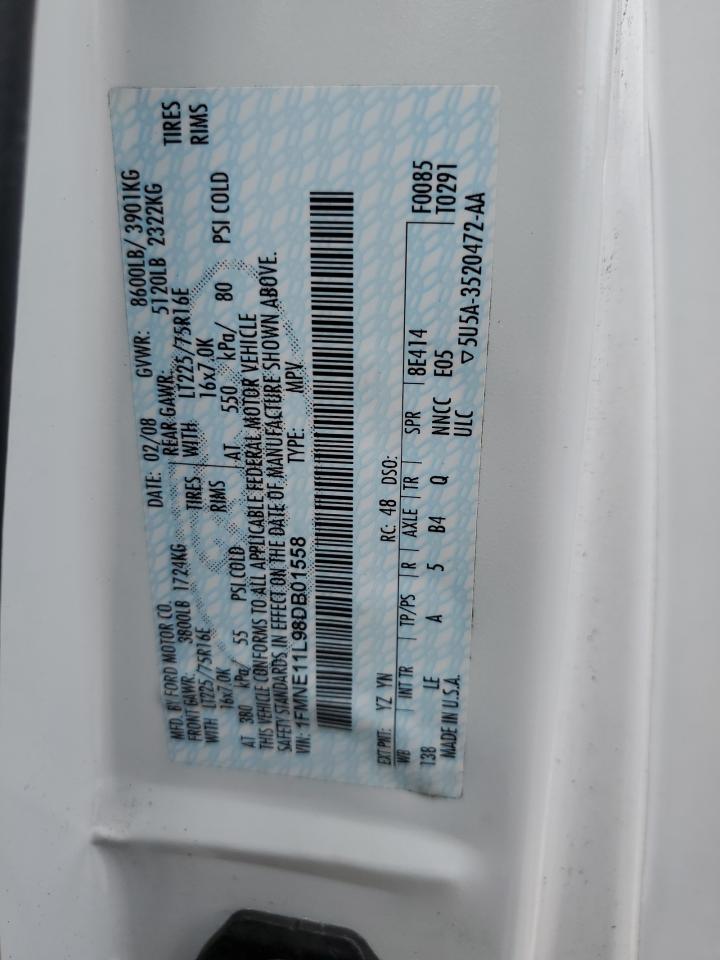 MFD. BY FORD MOTOR CO.
DATE: 02/08 GVWR: 8600LB/ 3901KG
FRONT GAWR: 3800LB 1724KG REAR GAWR: 5120LB 2322KG
WITH LT225/75R16E TIRES WITH LT225/75R16E TIRES
16x7.0K RIMS 16x7.0K RIMS
AT 380 kPa/ 55 PSI COLD AT 550 kPa/ 80 PSI COLD
THIS VEHICLE CONFORMS TO ALL APPLICABLE FEDERAL MOTOR VEHICLE
SAFETY STANDARDS IN EFFECT ON THE DATE OF MANUFACTURE SHOWN ABOVE.
VIN: 1FMNE11L98DB01558 TYPE: MPV
EXT PNT: YZ YN RC: 48 DSO:
WB INT TR TP/PS R AXLE TR SPR F0085
138 LE A 5 B4 Q 8E414 T0291
NNCC E05
MADE IN U.S.A. ULC ▽5U5A-3520472-AA